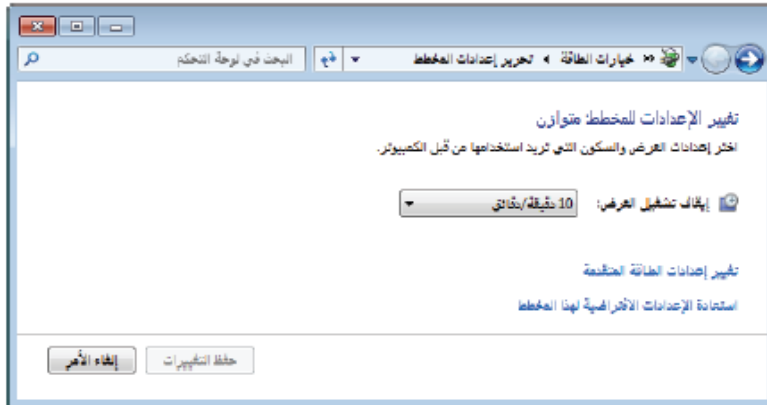 « خيارات الطاقة ‹ تحرير إعدادات المخطط
البحث في لوحة التحكم
تغيير الإعدادات للمخطط: متوازن
اختر إعدادات العرض والسكون التي تريد استخدامها من قبل الكمبيوتر.
إيقاف تشغيل العرض: 10 دقيقة/دقائق
تغيير إعدادات الطاقة المتقدمة
استعادة الإعدادات الافتراضية لهذا المخطط
حفظ التغييرات إلغاء الأمر